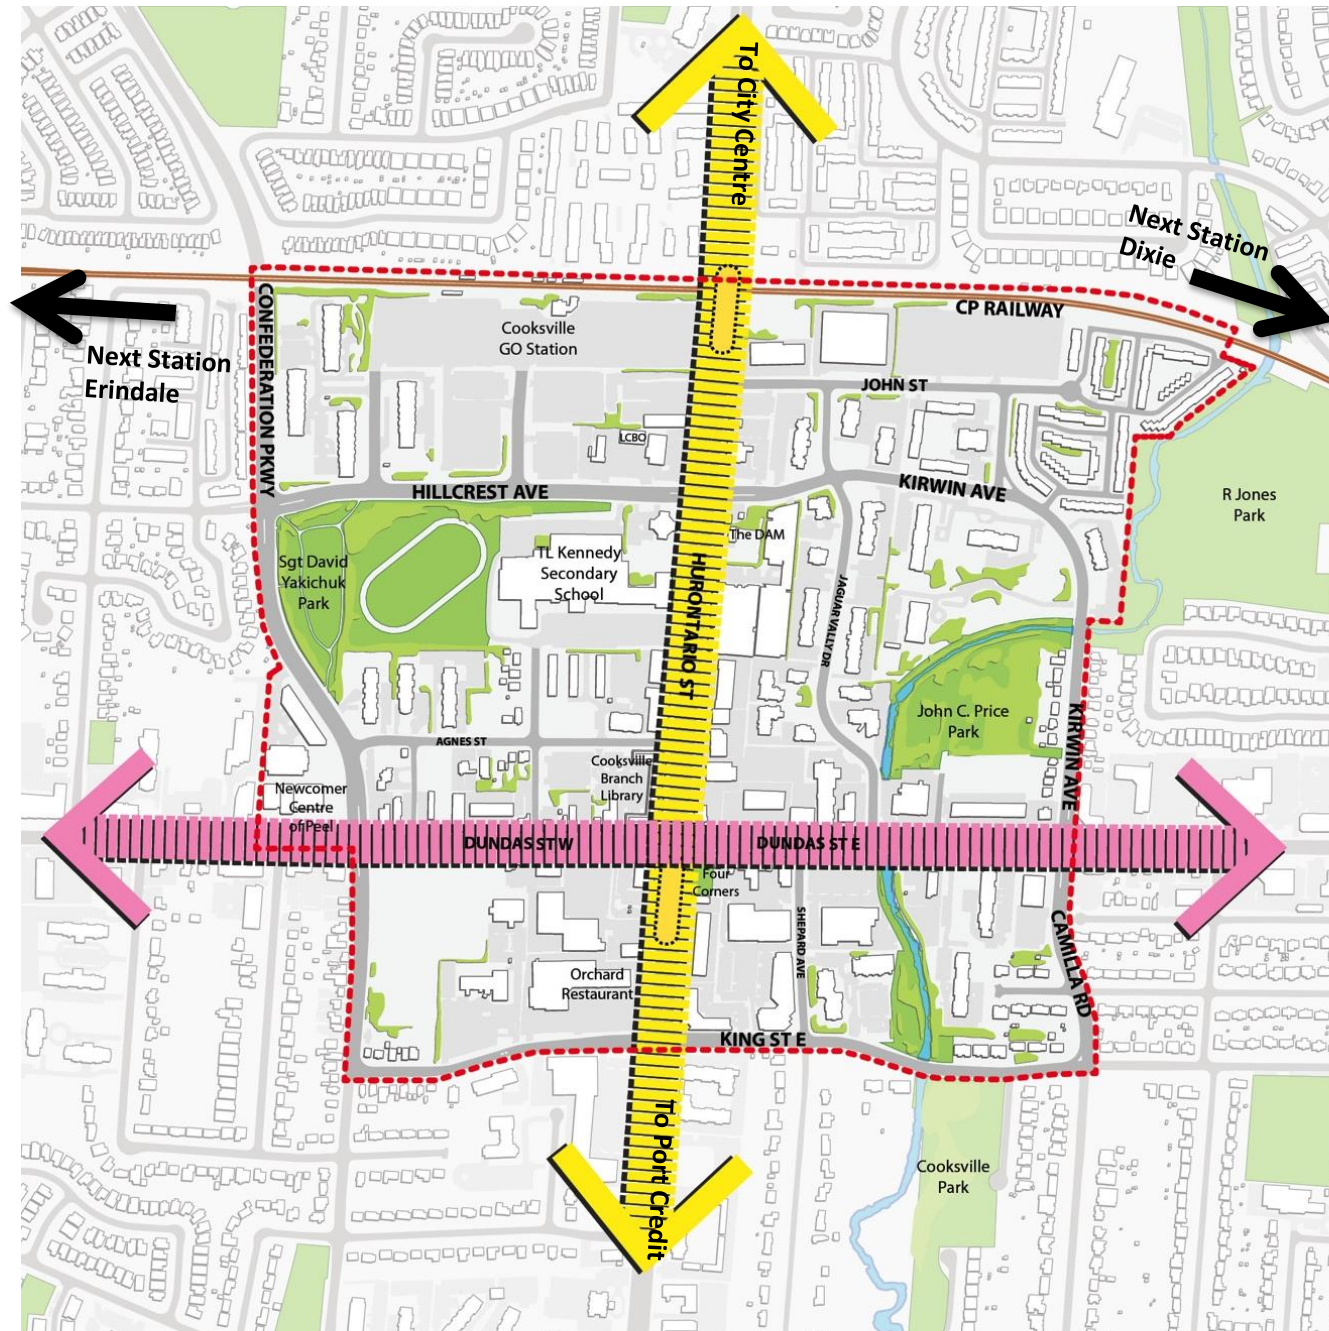 To City Centre
Next Station
Dixie
CP RAILWAY
CONFEDERATION PKWY
Cooksville
GO Station
Next Station
Erindale
JOHN ST
LCBO
HILLCREST AVE
KIRWIN AVE
R Jones
Park
The DAM
TL Kennedy
Secondary
School
Sgt David
Yakichuk
Park
HURONTARIO ST
JAGUAR VALLY DR
John C. Price
Park
KIRWIN AVE
AGNES ST
Cooksville
Branch
Library
Newcomer
Centre
of Peel
DUNDAS ST W
DUNDAS ST E
Four
Corners
SHEPARD AVE
CAMILLA RD
Orchard
Restaurant
KING ST E
To Port Credit
Cooksville
Park